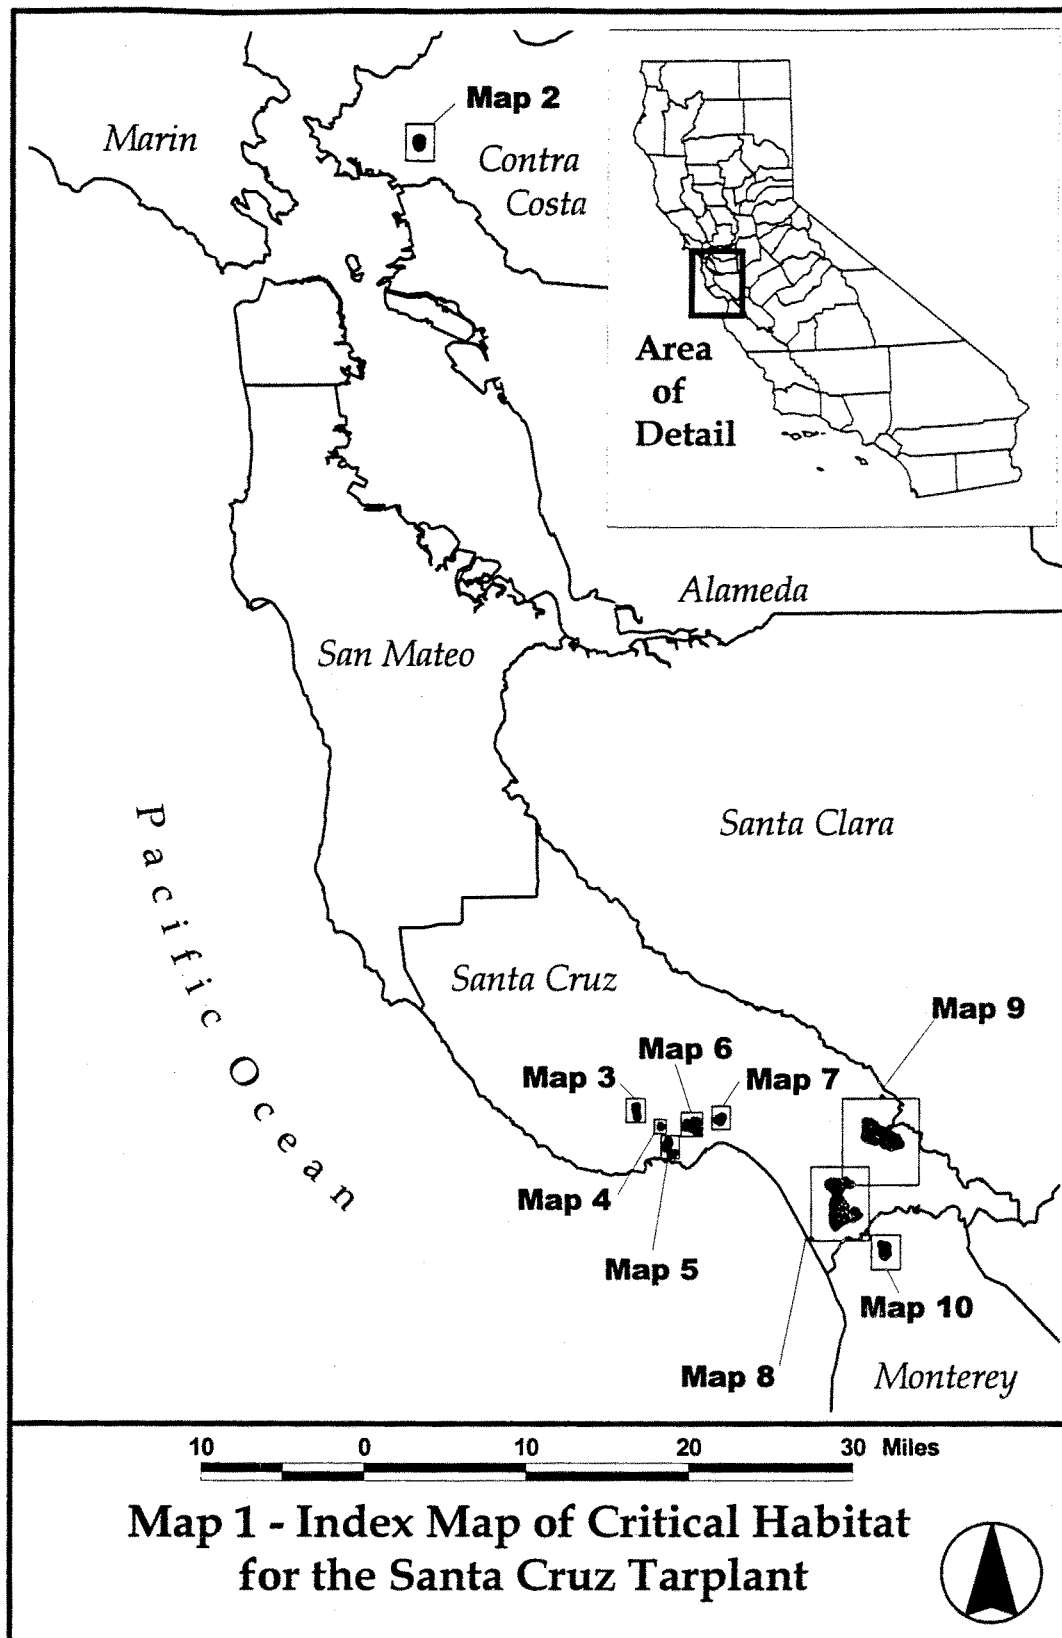 Map 2
Marin
Contra
Costa
Area
of
Detail
Alameda
San Mateo
Santa Clara
Pacific Ocean
Santa Cruz
Map 9
Map 6
Map 3
Map 7
Map 4
Map 5
Map 10
Map 8
Monterey
10 0 10 20 30 Miles
Map 1 - Index Map of Critical Habitat
for the Santa Cruz Tarplant